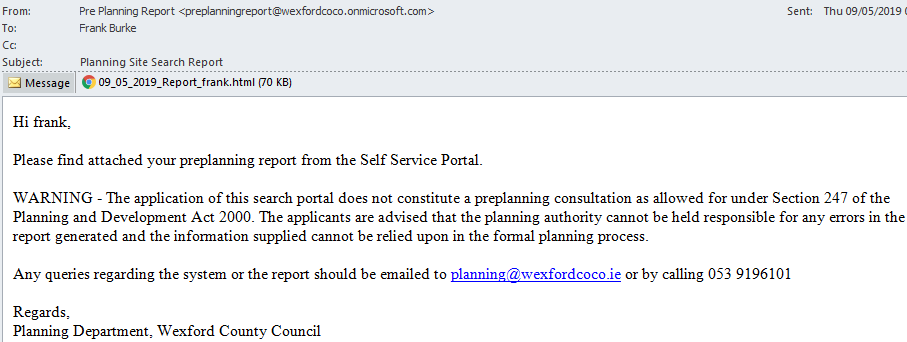 From: Pre Planning Report <preplanningreport@wexfordcoco.onmicrosoft.com> Sent: Thu 09/05/2019
To: Frank Burke
Cc:
Subject: Planning Site Search Report
Message 09_05_2019_Report_frank.html (70 KB)
Hi frank,
Please find attached your preplanning report from the Self Service Portal.
WARNING - The application of this search portal does not constitute a preplanning consultation as allowed for under Section 247 of the
Planning and Development Act 2000. The applicants are advised that the planning authority cannot be held responsible for any errors in the
report generated and the information supplied cannot be relied upon in the formal planning process.
Any queries regarding the system or the report should be emailed to planning@wexfordcoco.ie or by calling 053 9196101
Regards,
Planning Department, Wexford County Council